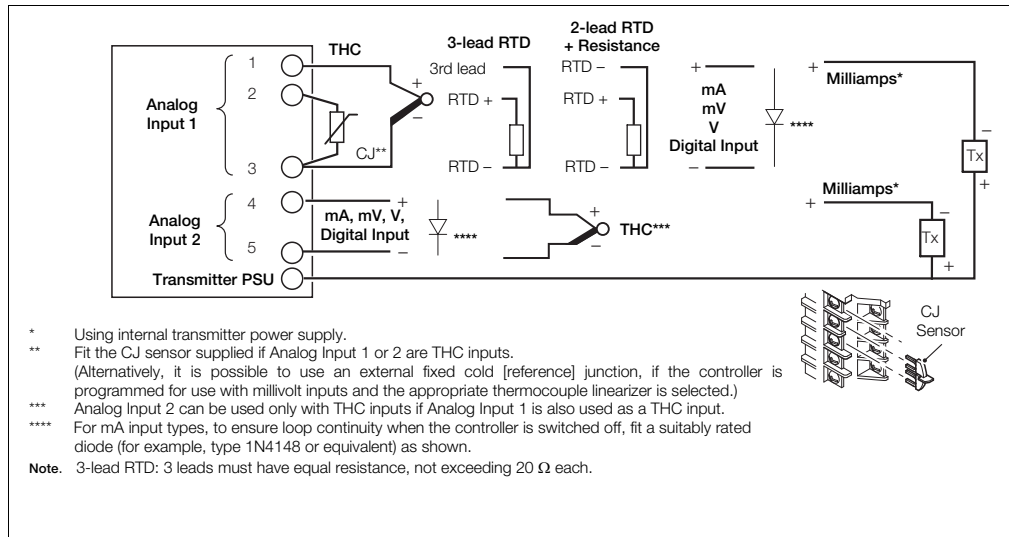 THC
3-lead RTD
2-lead RTD
+ Resistance
Analog
Input 1
1
2
3
CJ**
+
–
3rd lead
RTD +
RTD –
RTD –
RTD +
RTD –
+
mA
mV
V
Digital Input
–
****
+ Milliamps*
–
Tx
+
Analog
Input 2
4
5
+
mA, mV, V,
Digital Input
–
****
+
THC***
–
Milliamps*
+
–
Tx
+
Transmitter PSU
CJ
Sensor
* Using internal transmitter power supply.
** Fit the CJ sensor supplied if Analog Input 1 or 2 are THC inputs.
(Alternatively, it is possible to use an external fixed cold [reference] junction, if the controller is
programmed for use with millivolt inputs and the appropriate thermocouple linearizer is selected.)
*** Analog Input 2 can be used only with THC inputs if Analog Input 1 is also used as a THC input.
**** For mA input types, to ensure loop continuity when the controller is switched off, fit a suitably rated
diode (for example, type 1N4148 or equivalent) as shown.
Note. 3-lead RTD: 3 leads must have equal resistance, not exceeding 20 Ω each.